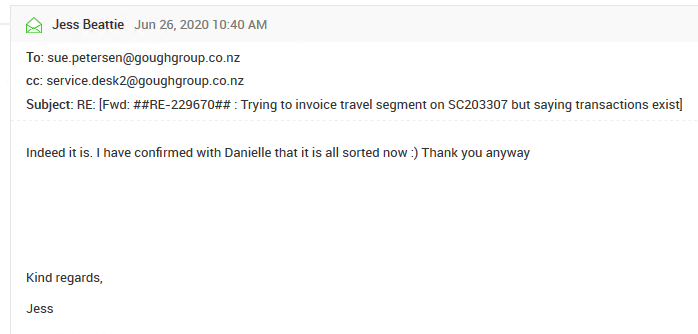 Jess Beattie Jun 26, 2020 10:40 AM
To: sue.petersen@goughgroup.co.nz
cc: service.desk2@goughgroup.co.nz
Subject: RE: [Fwd: ##RE-229670## : Trying to invoice travel segment on SC203307 but saying transactions exist]
Indeed it is. I have confirmed with Danielle that it is all sorted now :) Thank you anyway
Kind regards,
Jess